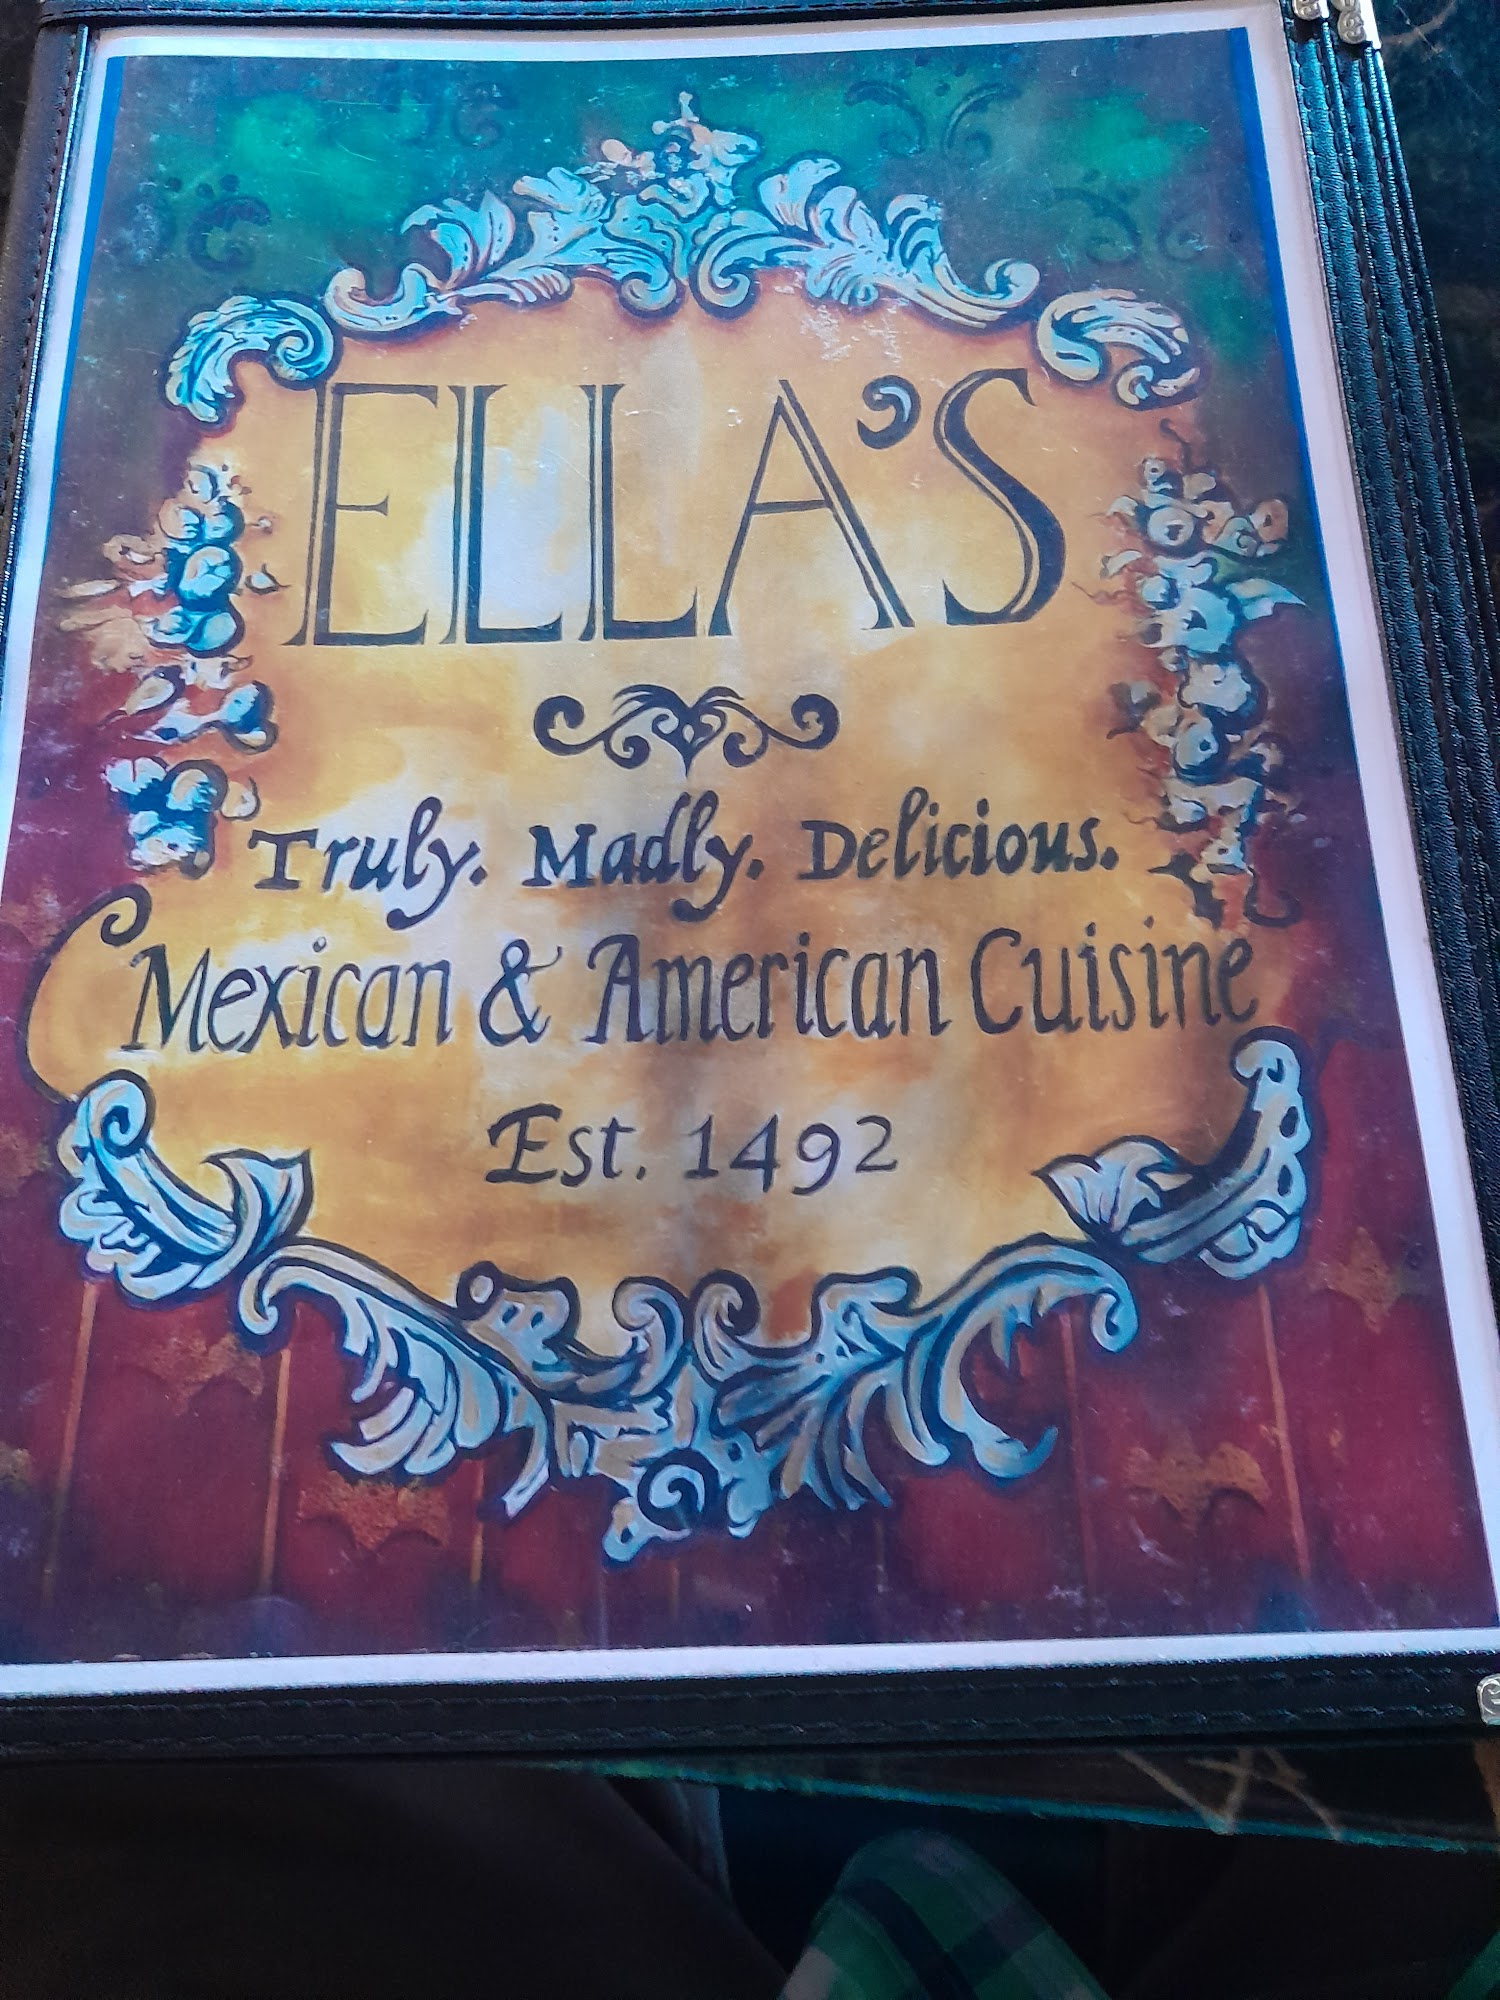 ELLA'S
Truly. Madly. Delicious.
Mexican & American Cuisine
Est. 1492